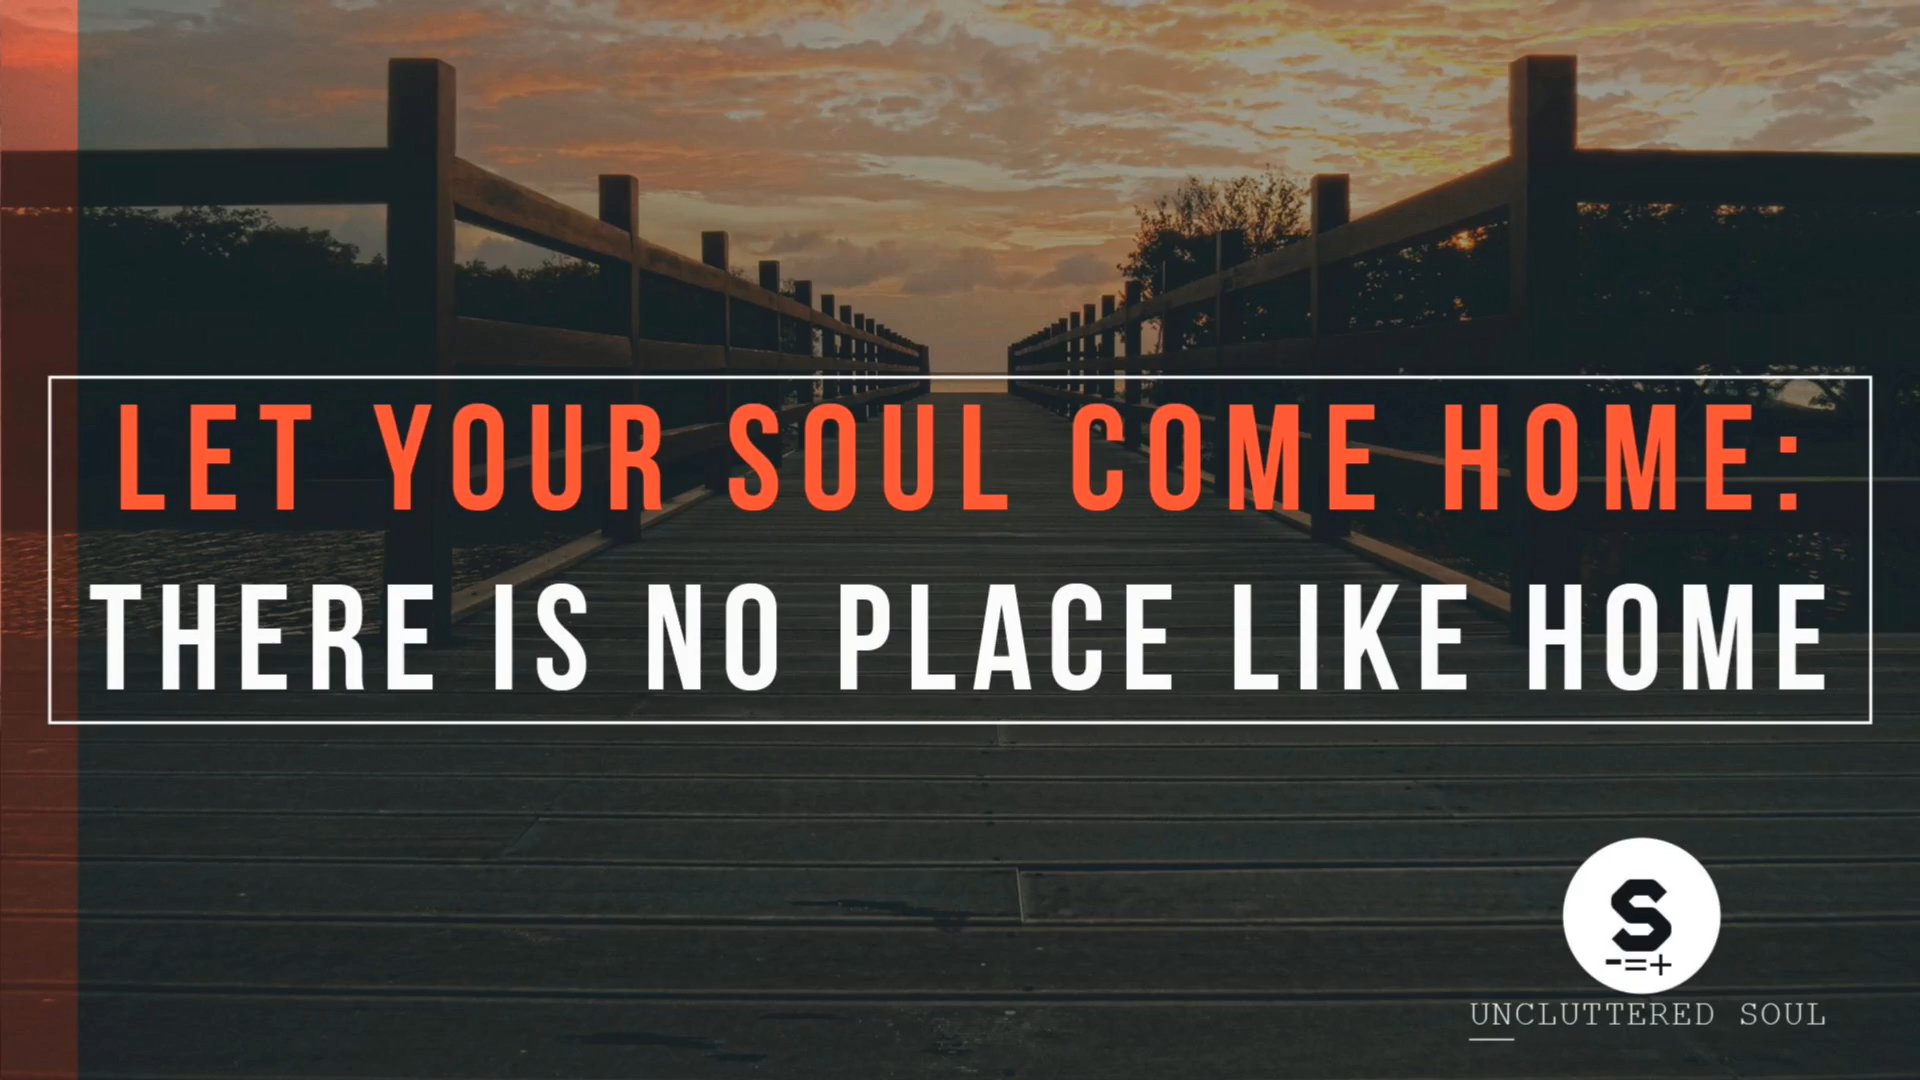 LET YOUR SOUL COME HOME:
THERE IS NO PLACE LIKE HOME
S
-=+
UNCLUTTERED SOUL